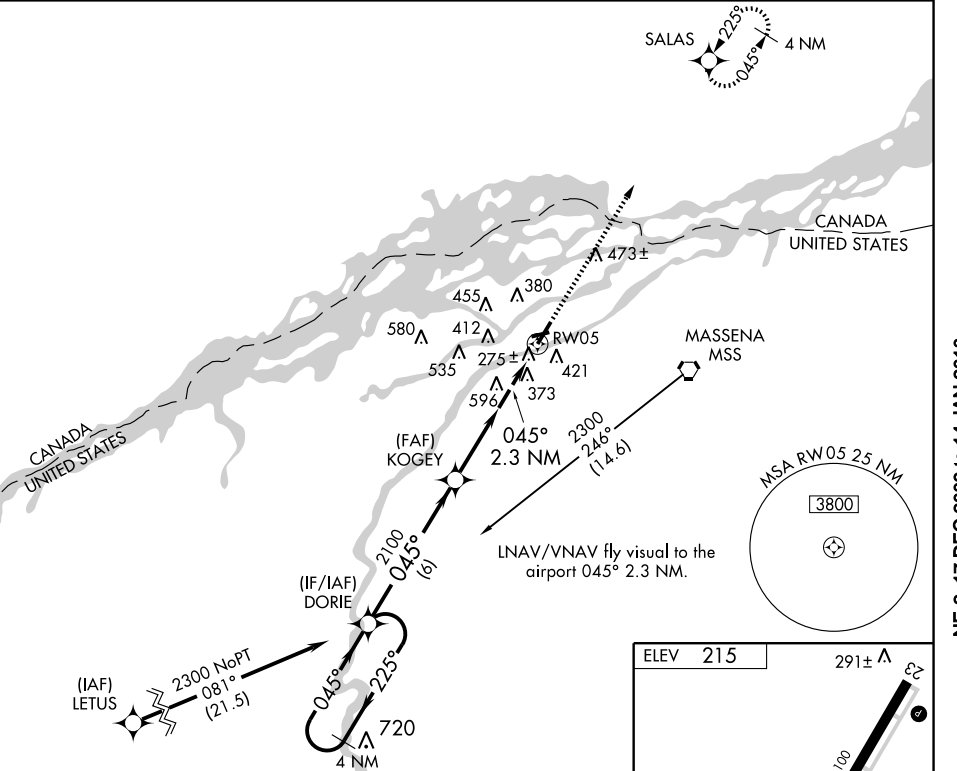 SALAS
225°
045°
4 NM
CANADA
UNITED STATES
473±
455
380
580
412
RW05
535
275±
421
596
373
MASSENA
MSS
2300
246°
(14.6)
CANADA
UNITED STATES
(FAF)
KOGEY
045°
2.3 NM
MSA RW05 25 NM
3800
2100
045°
(6)
LNAV/VNAV fly visual to the
airport 045° 2.3 NM.
(IF/IAF)
DORIE
(IAF)
LETUS
2300 NoPT
081°
(21.5)
045°
225°
720
4 NM
ELEV 215
291±
23
P
100